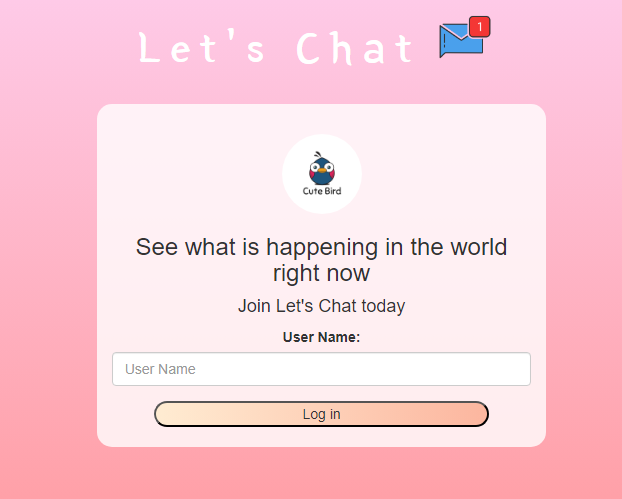 Let's Chat
1
Cute Bird
See what is happening in the world
right now
Join Let's Chat today
User Name:
User Name
Log in